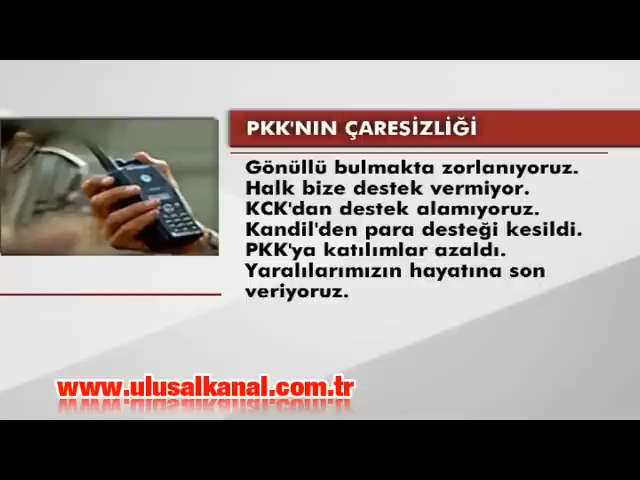 PKK'NIN ÇARESİZLİĞİ
Gönüllü bulmakta zorlanıyoruz.
Halk bize destek vermiyor.
KCK'dan destek alamıyoruz.
Kandil'den para desteği kesildi.
PKK'ya katılımlar azaldı.
Yaralılarımızın hayatına son
veriyoruz.
www.ulusalkanal.com.tr